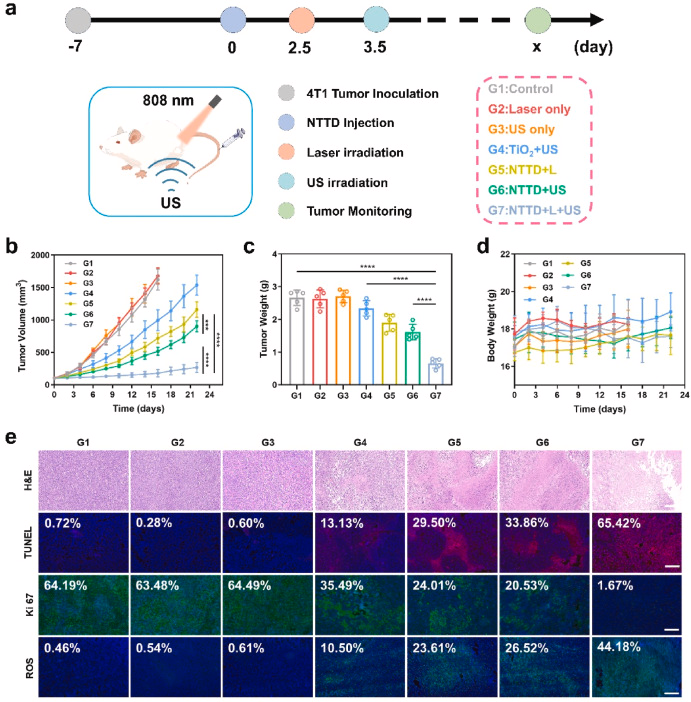 a
-7
0
2.5
3.5
x
(day)
808 nm
US
4T1 Tumor Inoculation
NTTD Injection
Laser irradiation
US irradiation
Tumor Monitoring
G1:Control
G2:Laser only
G3:US only
G4:TiO₂+US
G5:NTTD+L
G6:NTTD+US
G7:NTTD+L+US
b
Tumor Volume (mm³)
2000
1500
1000
500
0
G1
G2
G3
G4
G5
G6
G7
***
****
****
0 3 6 9 12 15 18 21 24
Time (days)
c
Tumor Weight (g)
4
3
2
1
0
****
****
****
G1 G2 G3 G4 G5 G6 G7
d
Body Weight (g)
22
20
18
16
G1 G5
G2 G6
G3 G7
G4
0 3 6 9 12 15 18 21 24
Time (days)
e
G1 G2 G3 G4 G5 G6 G7
H&E
TUNEL
0.72% 0.28% 0.60% 13.13% 29.50% 33.86% 65.42%
Ki 67
64.19% 63.48% 64.49% 35.49% 24.01% 20.53% 1.67%
ROS
0.46% 0.54% 0.61% 10.50% 23.61% 26.52% 44.18%